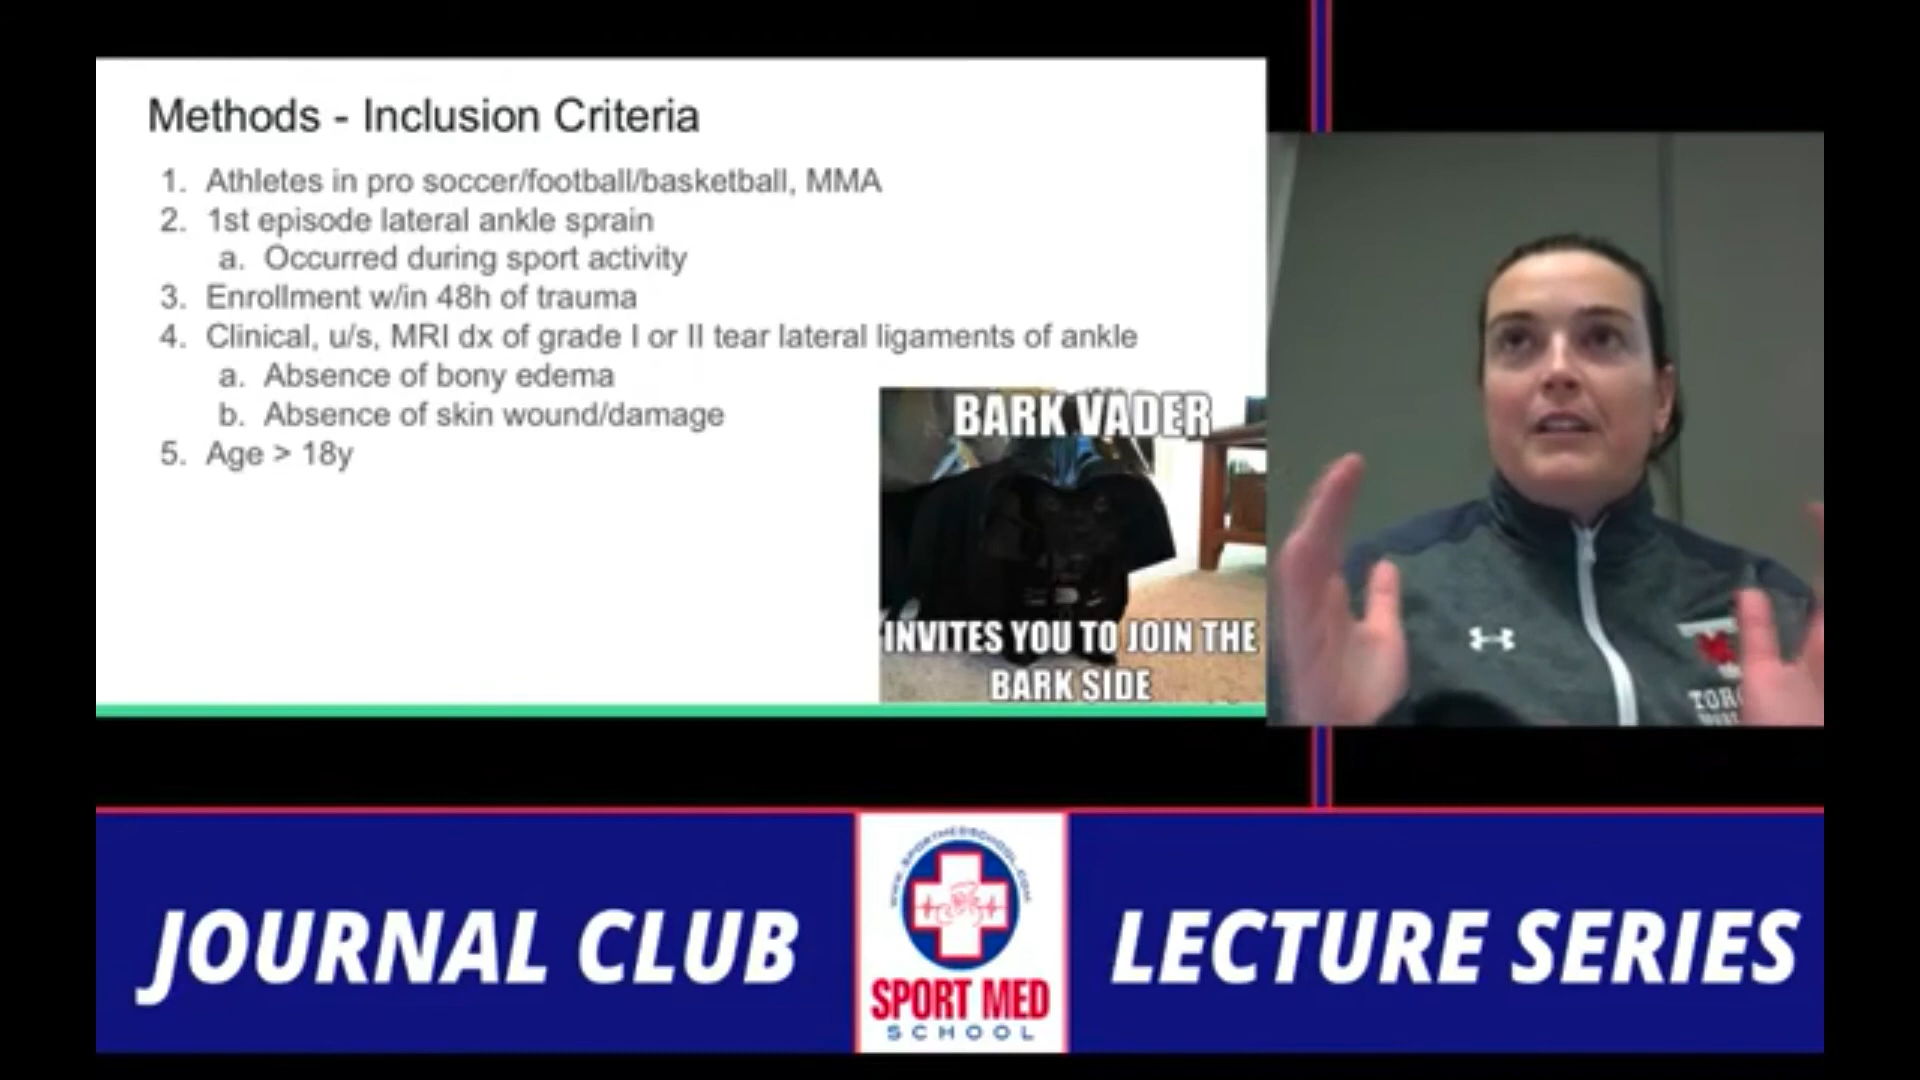 Methods - Inclusion Criteria
1. Athletes in pro soccer/football/basketball, MMA
2. 1st episode lateral ankle sprain
a. Occurred during sport activity
3. Enrollment w/in 48h of trauma
4. Clinical, u/s, MRI dx of grade I or II tear lateral ligaments of ankle
a. Absence of bony edema
b. Absence of skin wound/damage
5. Age > 18y
BARK VADER
INVITES YOU TO JOIN THE
BARK SIDE
JOURNAL CLUB
WWW.SPORTMEDSCHOOL.COM
SPORT MED
SCHOOL
LECTURE SERIES